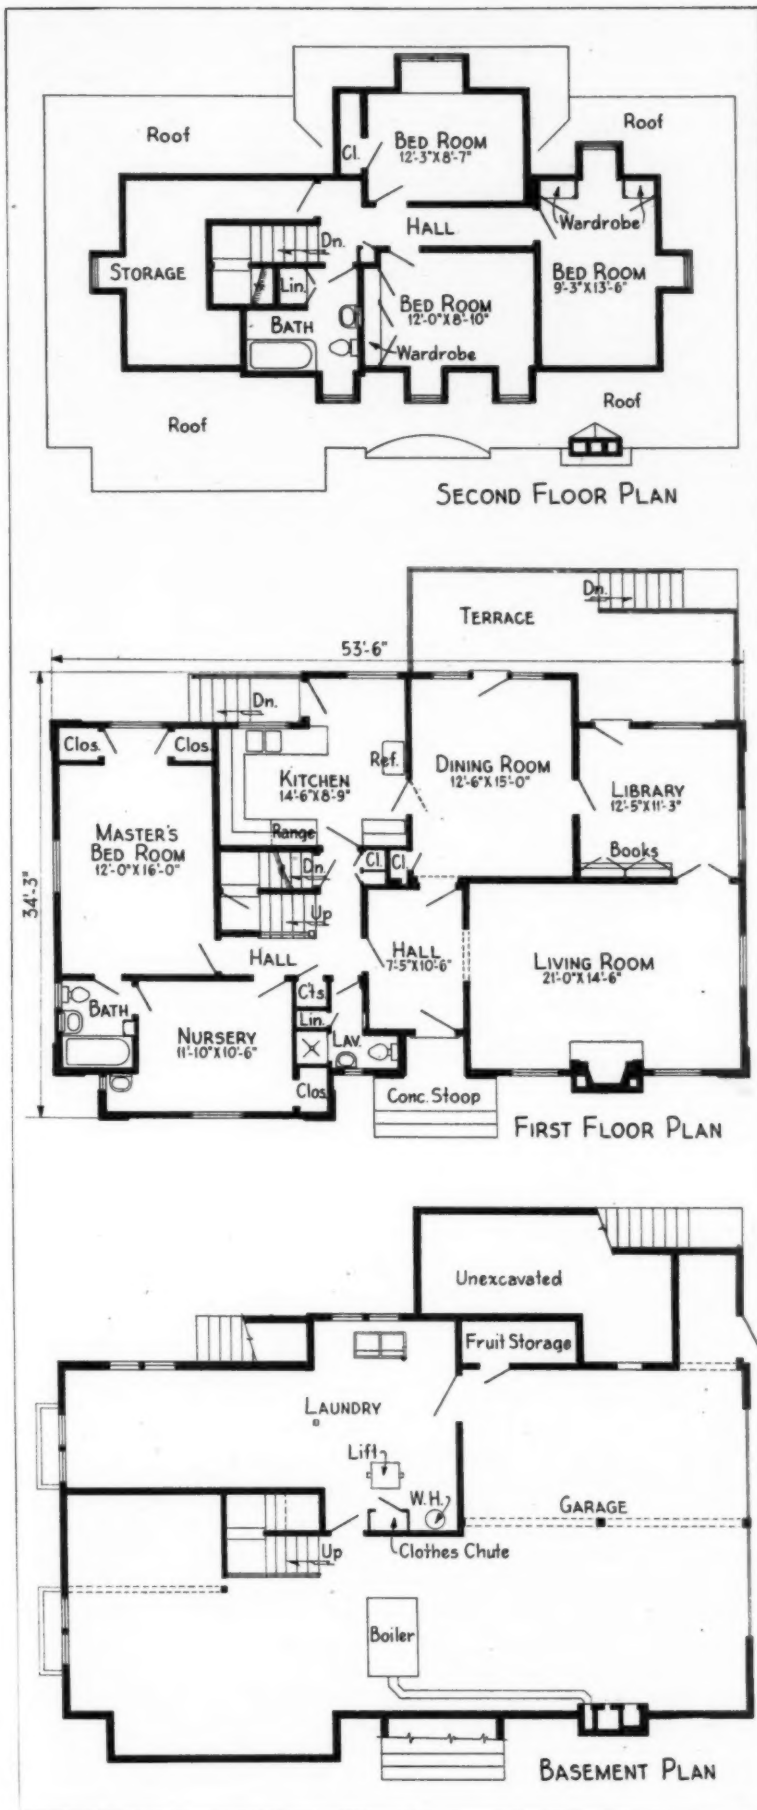 Roof
BED ROOM
12'-3"X8'-7"
Cl.
Roof
Wardrobe
HALL
Dn.
STORAGE
Lin.
BED ROOM
9'-3"X13'-6"
BED ROOM
12'-0"X8'-10"
BATH
Wardrobe
Roof
Roof
SECOND FLOOR PLAN
Dn.
TERRACE
53'-6"
Dn.
Clos.
Clos.
Ref.
KITCHEN
14'-6"X8'-9"
DINING ROOM
12'-6"X15'-0"
LIBRARY
12'-5"X11'-3"
MASTER'S
BED ROOM
12'-0"X16'-0"
Range
Books
Dn.
Cl.
Cl.
34'-3"
Up
HALL
HALL
7'-5"X10'-6"
LIVING ROOM
21'-0"X14'-6"
BATH
C'ts.
Lin.
NURSERY
11'-10"X10'-6"
Lav.
Clos.
Conc. Stoop
FIRST FLOOR PLAN
Unexcavated
Fruit Storage
LAUNDRY
Lift
W.H.
GARAGE
Up
Clothes Chute
Boiler
BASEMENT PLAN